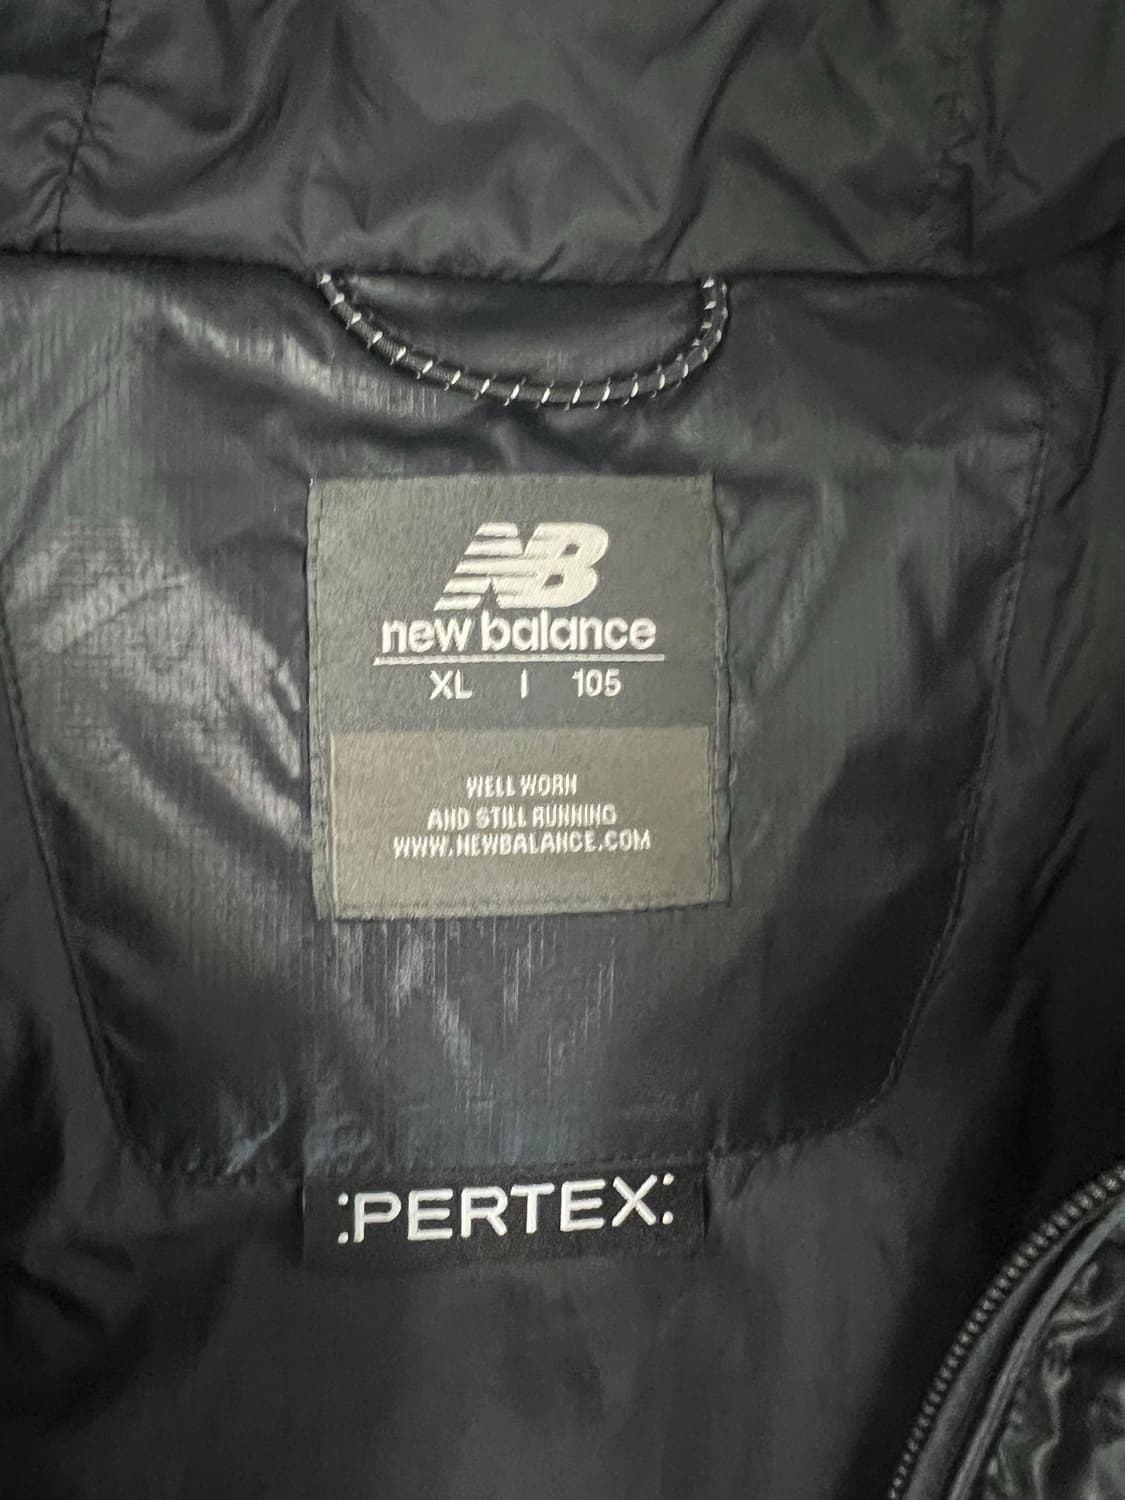 NB
new balance
XL | 105
WELL WORN
AND STILL RUNNING
WWW.NEWBALANCE.COM
:PERTEX: